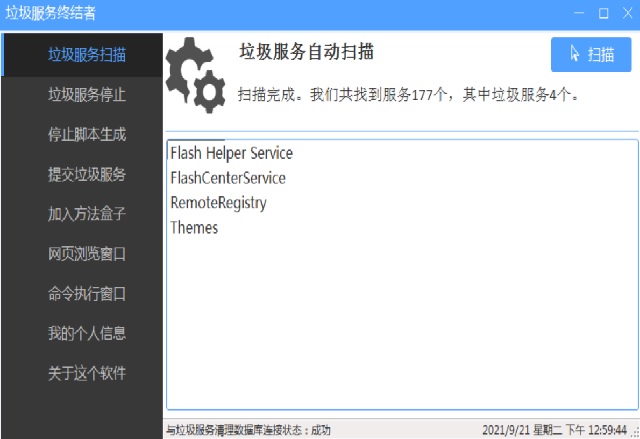 垃圾服务终结者
垃圾服务扫描
垃圾服务停止
停止脚本生成
提交垃圾服务
加入方法盒子
网页浏览窗口
命令执行窗口
我的个人信息
关于这个软件
垃圾服务自动扫描
扫描
扫描完成。我们共找到服务177个，其中垃圾服务4个。
Flash Helper Service
FlashCenterService
RemoteRegistry
Themes
与垃圾服务清理数据库连接状态：成功
2021/9/21 星期二 下午 12:59:44